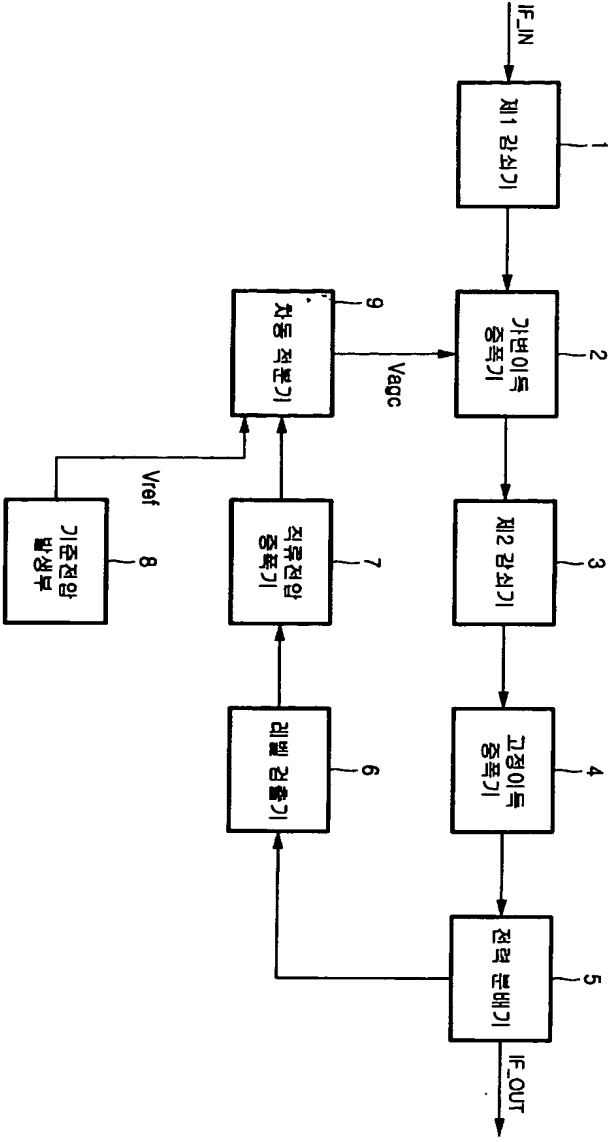 IF_IN
1
제1 감쇠기
2
가변이득
증폭기
3
제2 감쇠기
4
고정이득
증폭기
5
전력 분배기
IF_OUT
Vagc
9
차동 적분기
7
직류전압
증폭기
6
레벨 검출기
Vref
8
기준전압
발생부